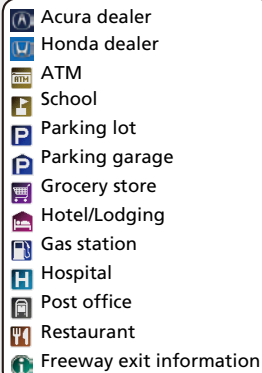 Acura dealer
Honda dealer
ATM ATM
School
P Parking lot
P Parking garage
Grocery store
Hotel/Lodging
Gas station
H Hospital
Post office
Restaurant
i Freeway exit information